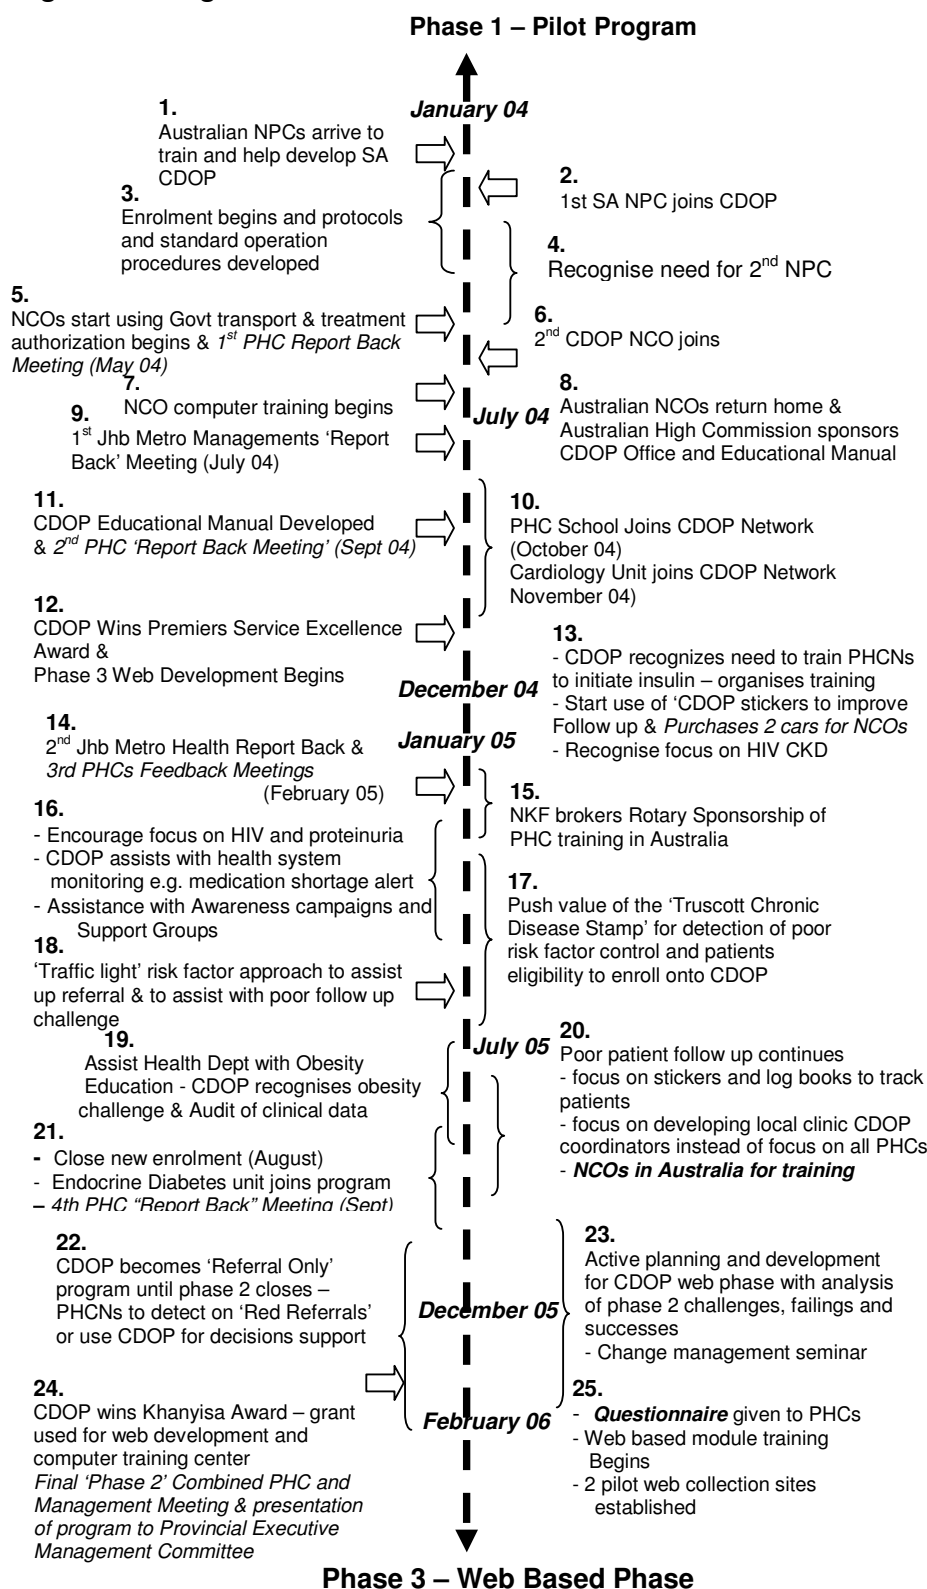 Phase 1 – Pilot Program
January 04
1.
Australian NPCs arrive to
train and help develop SA
CDOP
2.
1st SA NPC joins CDOP
3.
Enrolment begins and protocols
and standard operation
procedures developed
4.
Recognise need for 2nd NPC
5.
NCOs start using Govt transport & treatment
authorization begins & 1st PHC Report Back
Meeting (May 04)
6.
2nd CDOP NCO joins
7.
NCO computer training begins
July 04
8.
Australian NCOs return home &
Australian High Commission sponsors
CDOP Office and Educational Manual
9.
1st Jhb Metro Managements ‘Report
Back’ Meeting (July 04)
10.
PHC School Joins CDOP Network
(October 04)
Cardiology Unit joins CDOP Network
November 04)
11.
CDOP Educational Manual Developed
& 2nd PHC ‘Report Back Meeting’ (Sept 04)
12.
CDOP Wins Premiers Service Excellence
Award &
Phase 3 Web Development Begins
December 04
13.
- CDOP recognizes need to train PHCNs
to initiate insulin – organises training
- Start use of ‘CDOP stickers to improve
Follow up & Purchases 2 cars for NCOs
- Recognise focus on HIV CKD
January 05
14.
2nd Jhb Metro Health Report Back &
3rd PHCs Feedback Meetings
(February 05)
15.
NKF brokers Rotary Sponsorship of
PHC training in Australia
16.
- Encourage focus on HIV and proteinuria
- CDOP assists with health system
monitoring e.g. medication shortage alert
- Assistance with Awareness campaigns and
Support Groups
17.
Push value of the ‘Truscott Chronic
Disease Stamp’ for detection of poor
risk factor control and patients
eligibility to enroll onto CDOP
18.
‘Traffic light’ risk factor approach to assist
up referral & to assist with poor follow up
challenge
July 05
19.
Assist Health Dept with Obesity
Education - CDOP recognises obesity
challenge & Audit of clinical data
20.
Poor patient follow up continues
- focus on stickers and log books to track
patients
- focus on developing local clinic CDOP
coordinators instead of focus on all PHCs
- NCOs in Australia for training
21.
- Close new enrolment (August)
- Endocrine Diabetes unit joins program
– 4th PHC “Report Back” Meeting (Sept)
22.
CDOP becomes ‘Referral Only’
program until phase 2 closes –
PHCNs to detect on ‘Red Referrals’
or use CDOP for decisions support
December 05
23.
Active planning and development
for CDOP web phase with analysis
of phase 2 challenges, failings and
successes
- Change management seminar
24.
CDOP wins Khanyisa Award – grant
used for web development and
computer training center
Final ‘Phase 2’ Combined PHC and
Management Meeting & presentation
of program to Provincial Executive
Management Committee
February 06
25.
- Questionnaire given to PHCs
- Web based module training
Begins
- 2 pilot web collection sites
established
Phase 3 – Web Based Phase